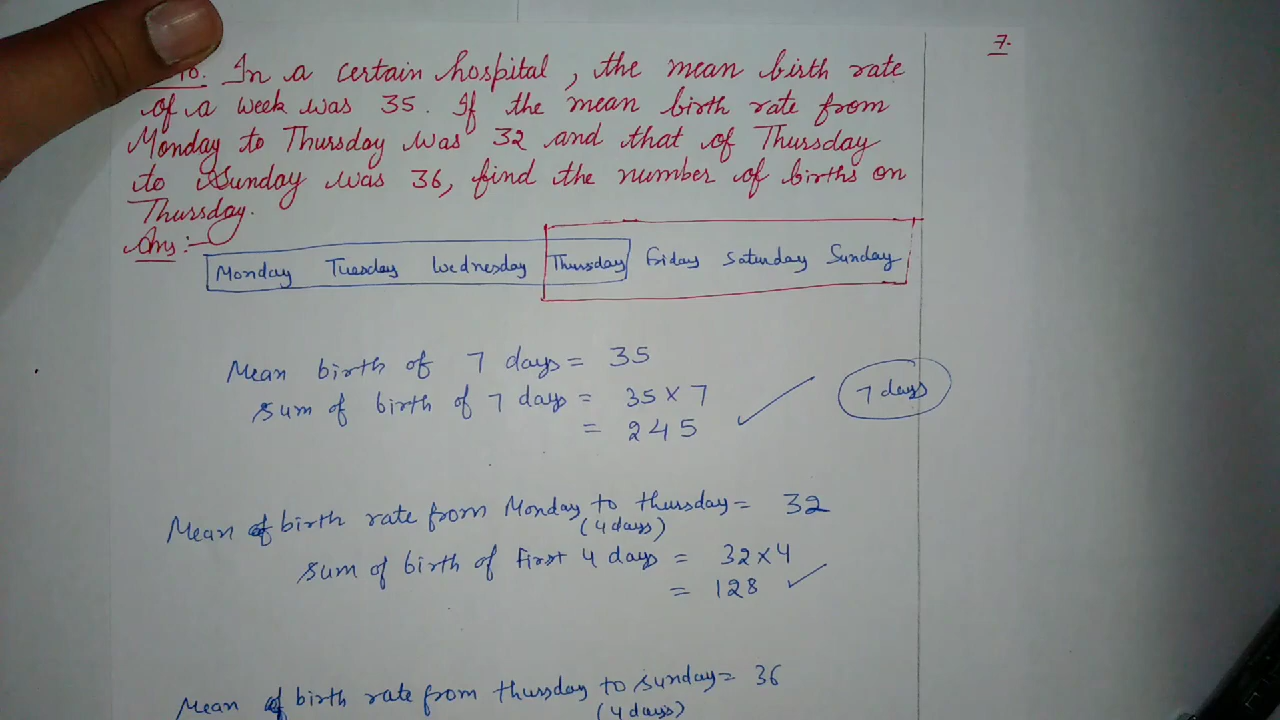 7.
In a certain hospital, the mean birth rate
of a week was 35. If the mean birth rate from
Monday to Thursday was 32 and that of Thursday
to Sunday was 36, find the number of births on
Thursday.
Ans:-
Monday Tuesday Wednesday Thursday Friday Saturday Sunday
Mean birth of 7 days = 35
sum of birth of 7 days = 35 × 7
= 245
7 days
Mean of birth rate from Monday to thursday = 32
(4 days)
sum of birth of first 4 days = 32×4
= 128
Mean of birth rate from thursday to sunday = 36
(4 days)